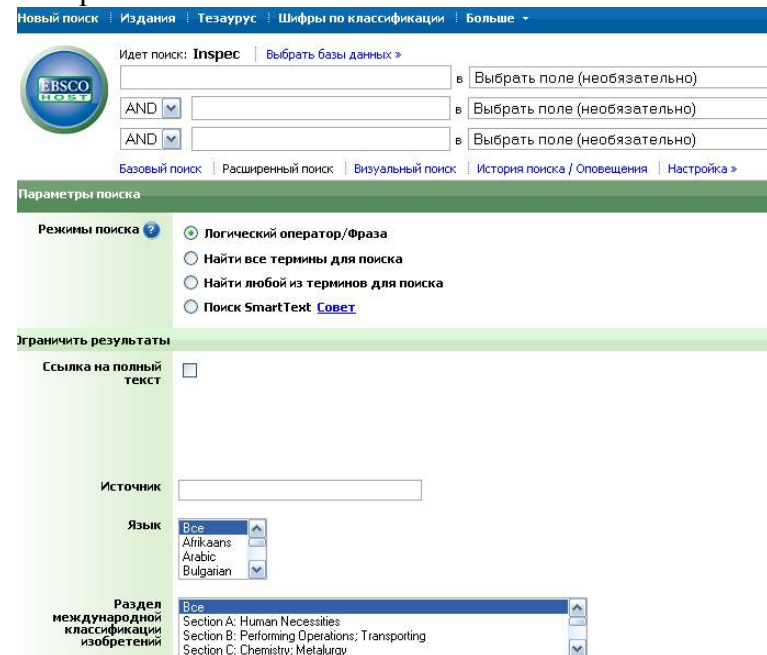 Новый поиск Издания Тезаурус Шифры по классификации Больше
Идет поиск: Inspec Выбрать базы данных »
EBSCO
HOST
в Выбрать поле (необязательно)
AND в Выбрать поле (необязательно)
AND в Выбрать поле (необязательно)
Базовый поиск Расширенный поиск Визуальный поиск История поиска / Оповещения Настройка »
Параметры поиска
Режимы поиска ?
Логический оператор/Фраза
Найти все термины для поиска
Найти любой из терминов для поиска
Поиск SmartText Совет
Ограничить результаты
Ссылка на полный
текст
Источник
Язык
Все
Afrikaans
Arabic
Bulgarian
Раздел
международной
классификации
изобретений
Все
Section A: Human Necessities
Section B: Performing Operations; Transporting
Section C: Chemistry; Metalurgy